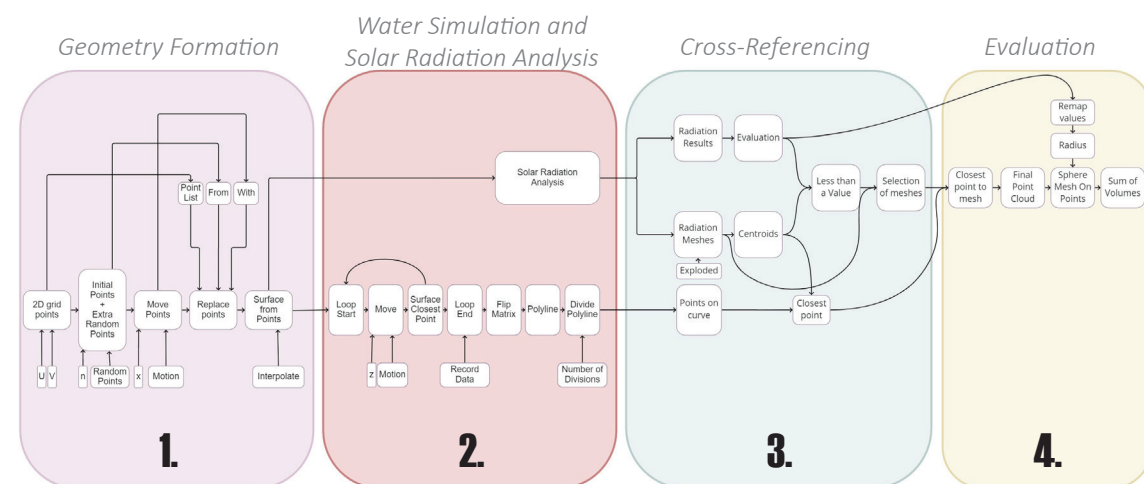 Geometry Formation
Water Simulation and
Solar Radiation Analysis
Cross-Referencing
Evaluation
Point
List
From
With
2D grid
points
Initial
Points
+
Extra
Random
Points
Move
Points
Replace
points
Surface
from
Points
U
V
n
Random
Points
x
Motion
Interpolate
1.
Solar Radiation
Analysis
Loop
Start
Move
Surface
Closest
Point
Loop
End
Flip
Matrix
Polyline
Divide
Polyline
z
Motion
Record
Data
Number of
Divisions
2.
Radiation
Results
Evaluation
Less than
a Value
Selection
of meshes
Radiation
Meshes
Centroids
Exploded
Points on
curve
Closest
point
3.
Remap
values
Radius
Closest
point to
mesh
Final
Point
Cloud
Sphere
Mesh On
Points
Sum of
Volumes
4.